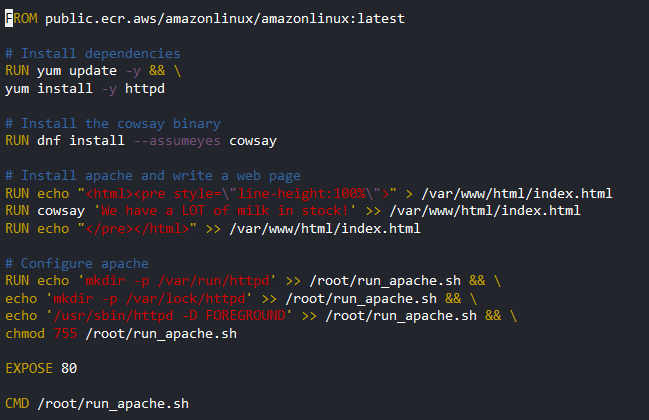 FROM public.ecr.aws/amazonlinux/amazonlinux:latest
# Install dependencies
RUN yum update -y && \
yum install -y httpd
# Install the cowsay binary
RUN dnf install --assumeyes cowsay
# Install apache and write a web page
RUN echo "<html><pre style=\"line-height:100%\">" > /var/www/html/index.html
RUN cowsay 'We have a LOT of milk in stock!' >> /var/www/html/index.html
RUN echo "</pre></html>" >> /var/www/html/index.html
# Configure apache
RUN echo 'mkdir -p /var/run/httpd' >> /root/run_apache.sh && \
echo 'mkdir -p /var/lock/httpd' >> /root/run_apache.sh && \
echo '/usr/sbin/httpd -D FOREGROUND' >> /root/run_apache.sh && \
chmod 755 /root/run_apache.sh
EXPOSE 80
CMD /root/run_apache.sh